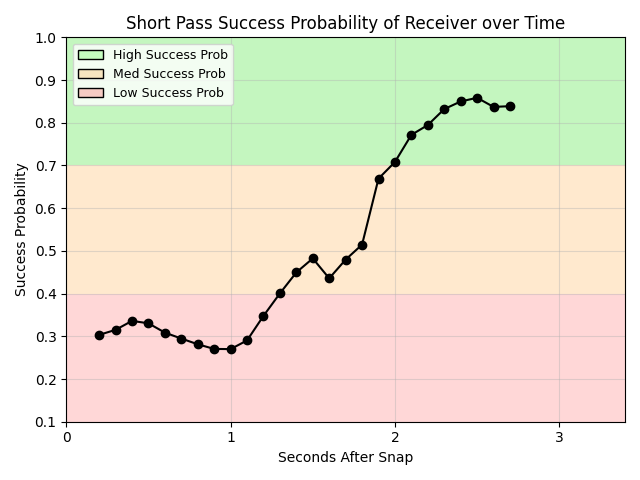 Short Pass Success Probability of Receiver over Time
High Success Prob
Med Success Prob
Low Success Prob
Success Probability
1.0
0.9
0.8
0.7
0.6
0.5
0.4
0.3
0.2
0.1
0 1 2 3
Seconds After Snap